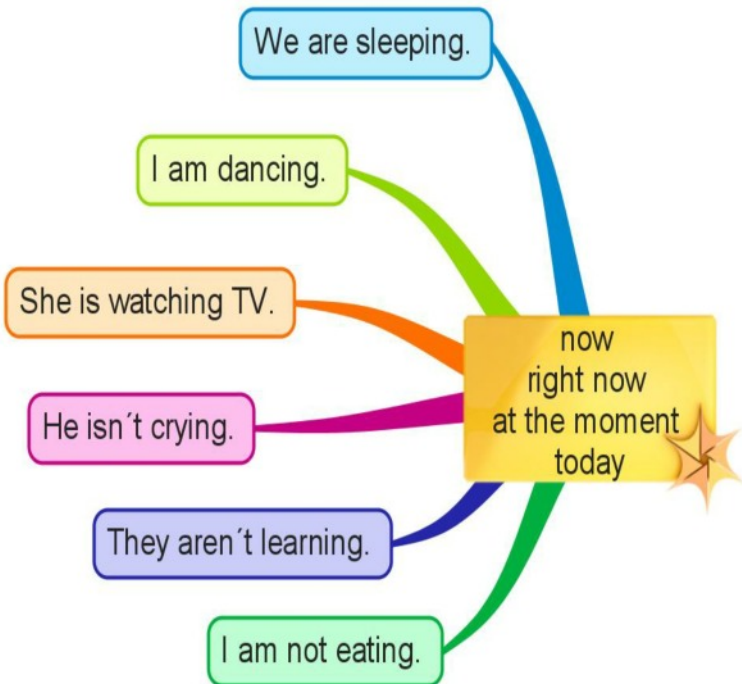 We are sleeping.
I am dancing.
She is watching TV.
He isn´t crying.
They aren´t learning.
I am not eating.
now
right now
at the moment
today